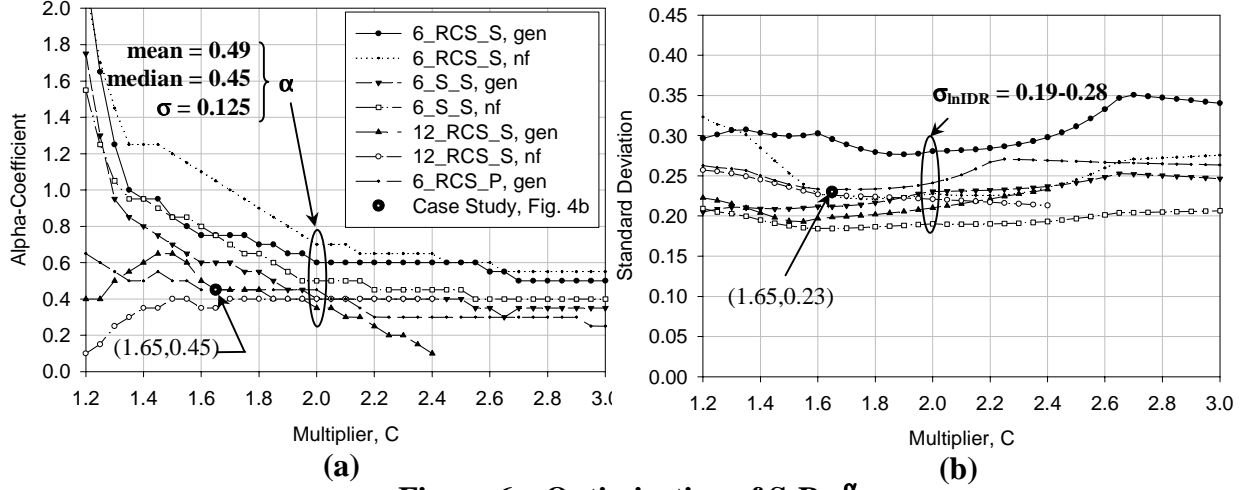 2.0
1.8
1.6
1.4
1.2
1.0
0.8
0.6
0.4
0.2
0.0
Alpha-Coefficient
mean = 0.49
median = 0.45
σ = 0.125
α
6_RCS_S, gen
6_RCS_S, nf
6_S_S, gen
6_S_S, nf
12_RCS_S, gen
12_RCS_S, nf
6_RCS_P, gen
Case Study, Fig. 4b
(1.65,0.45)
1.2 1.4 1.6 1.8 2.0 2.2 2.4 2.6 2.8 3.0
Multiplier, C
(a)
0.45
0.40
0.35
0.30
0.25
0.20
0.15
0.10
0.05
0.00
Standard Deviation
σlnIDR = 0.19-0.28
(1.65,0.23)
1.2 1.4 1.6 1.8 2.0 2.2 2.4 2.6 2.8 3.0
Multiplier, C
(b)